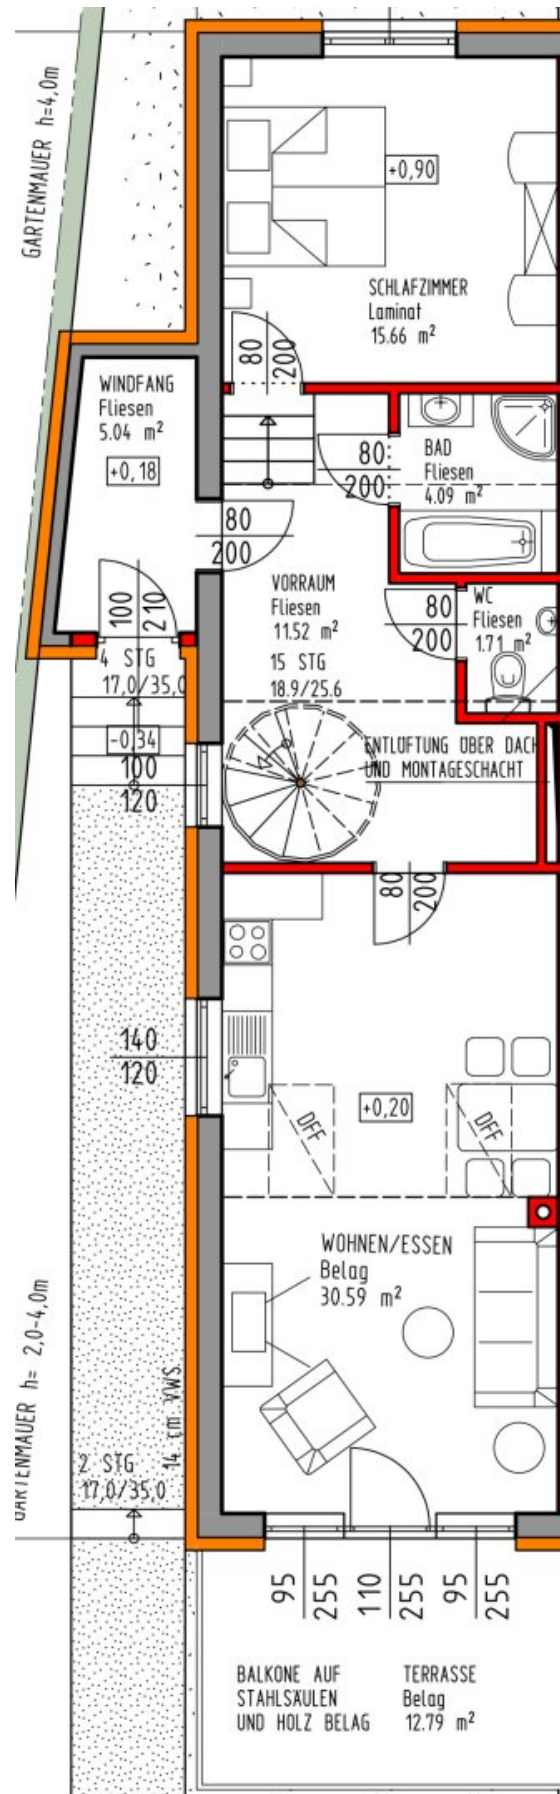 GARTENMAUER h=4,0m
+0,90
SCHLAFZIMMER
Laminat
15.66 m²
80
200
WINDFANG
Fliesen
5.04 m²
+0,18
BAD
Fliesen
4.09 m²
80
200
80
200
VORRAUM
Fliesen
11.52 m²
15 STG
18.9/25.6
WC
Fliesen
1.71 m²
80
200
100
210
4 STG
17,0/35,0
-0,34
100
120
ENTLÜFTUNG ÜBER DACH
UND MONTAGESCHACHT
80
200
140
120
+0,20
DFF
DFF
WOHNEN/ESSEN
Belag
30.59 m²
GARTENMAUER h= 2,0-4,0m
14 cm VWS
2 STG
17,0/35,0
95
255
110
255
95
255
BALKONE AUF
STAHLSÄULEN
UND HOLZ BELAG
TERRASSE
Belag
12.79 m²